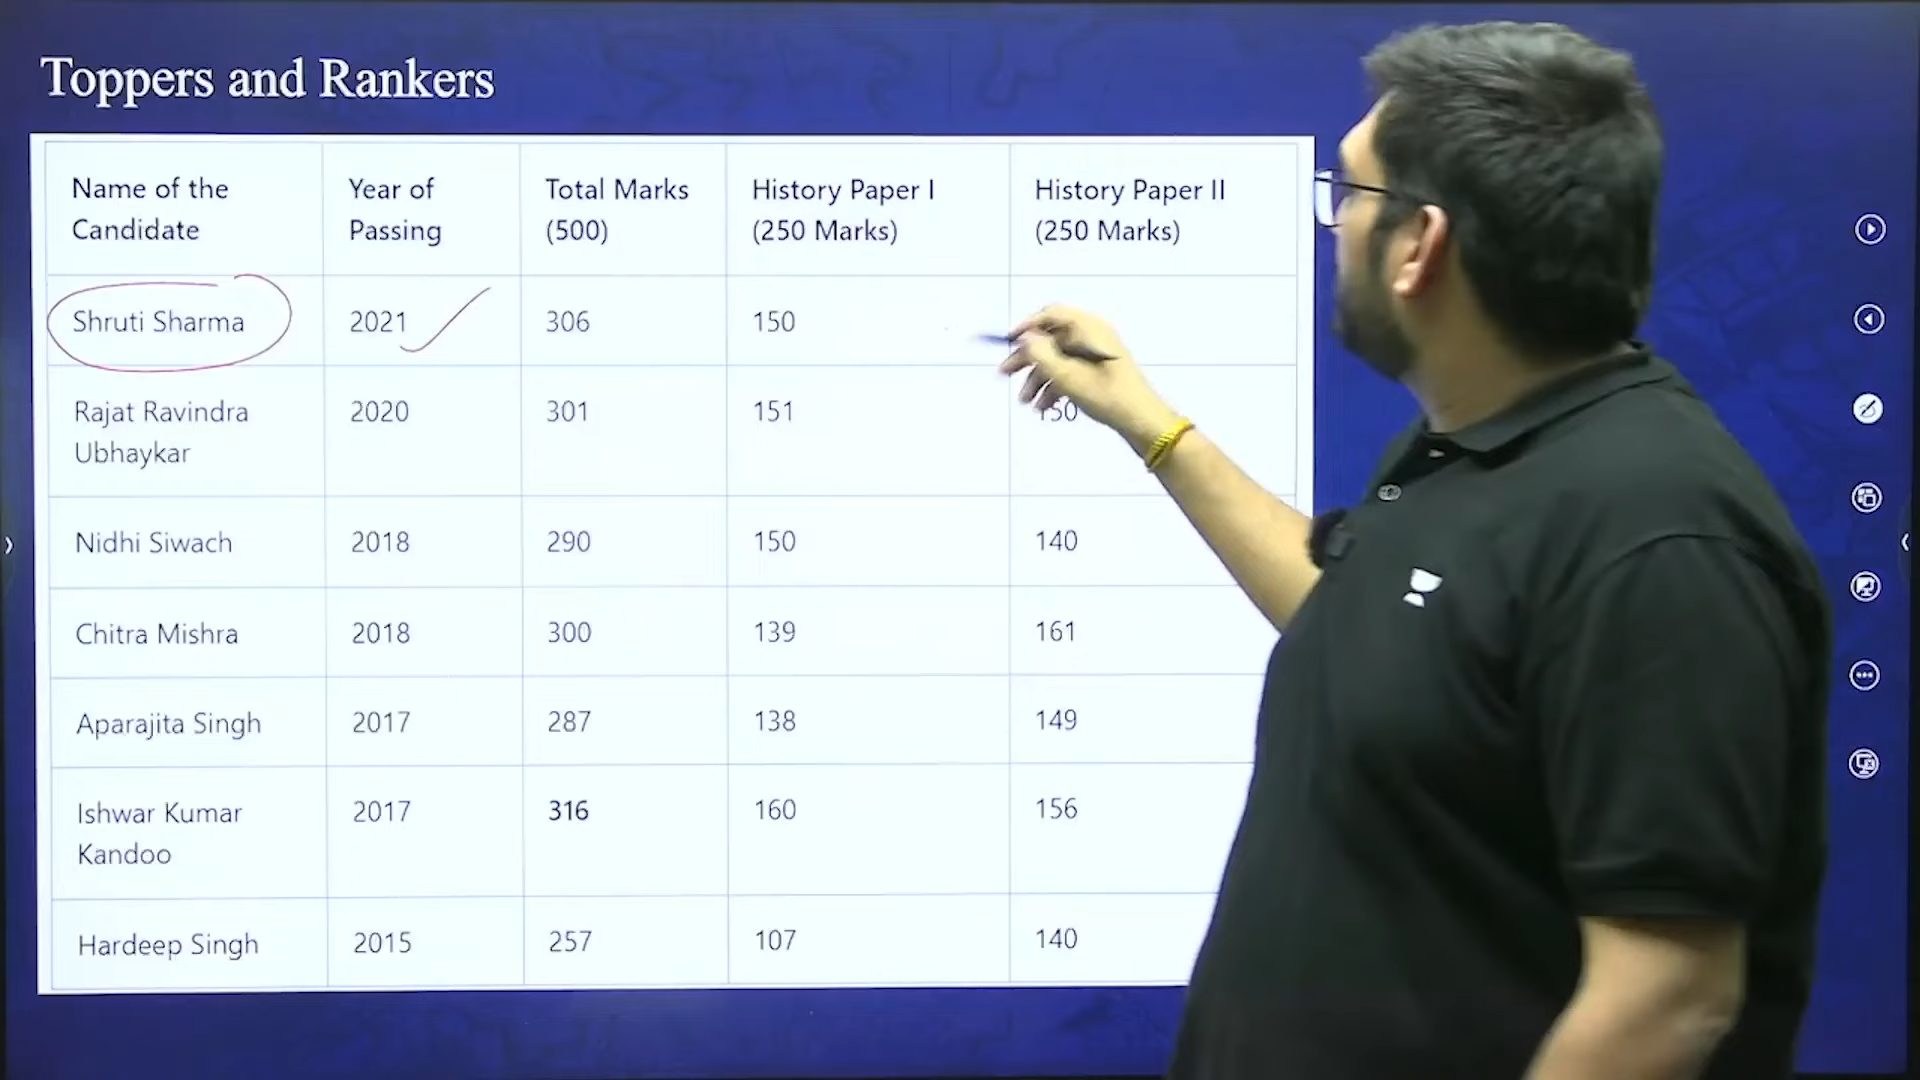 Toppers and Rankers
Name of the
Candidate
Year of
Passing
Total Marks
(500)
History Paper I
(250 Marks)
History Paper II
(250 Marks)
Shruti Sharma
2021
306
150
Rajat Ravindra
Ubhaykar
2020
301
151
150
Nidhi Siwach
2018
290
150
140
Chitra Mishra
2018
300
139
161
Aparajita Singh
2017
287
138
149
Ishwar Kumar
Kandoo
2017
316
160
156
Hardeep Singh
2015
257
107
140